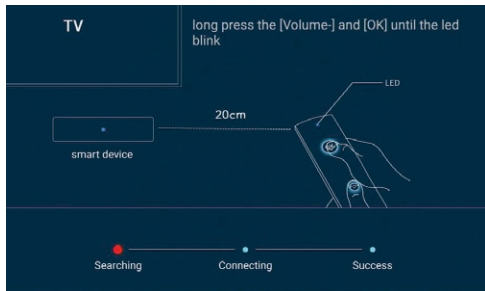 TV
long press the [Volume-] and [OK] until the led
blink
LED
20cm
smart device
Searching
Connecting
Success